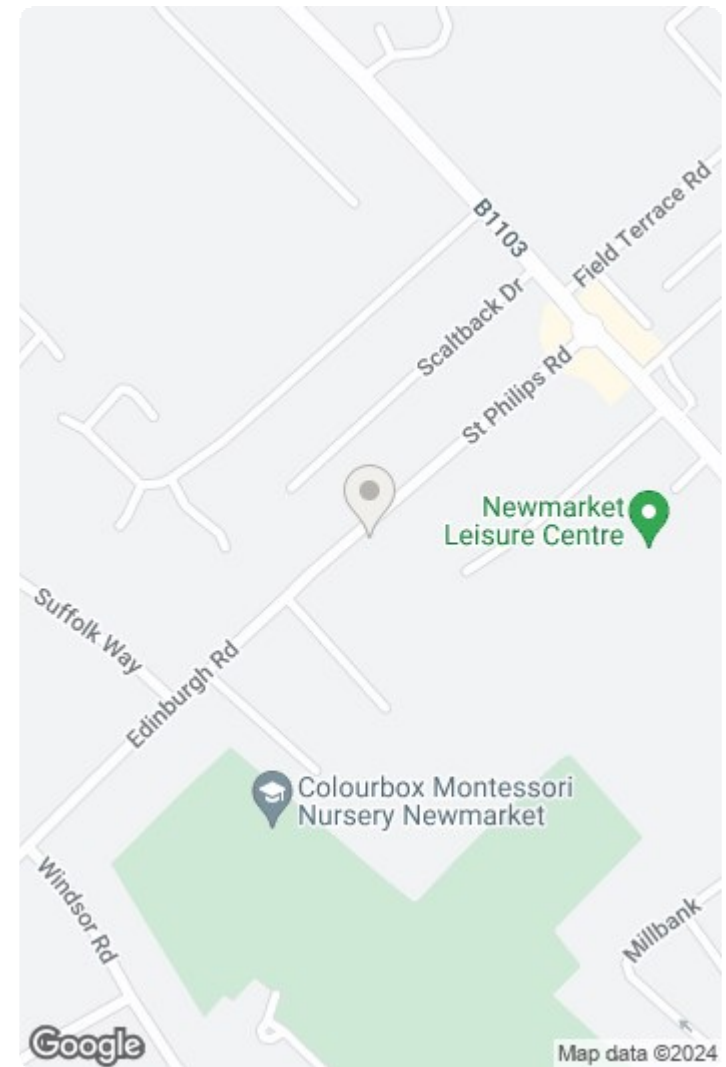 B1103
Field Terrace Rd
Scaltback Dr
St Philips Rd
Newmarket
Leisure Centre
Suffolk Way
Edinburgh Rd
Colourbox Montessori
Nursery Newmarket
Windsor Rd
Millbank
Google
Map data ©2024